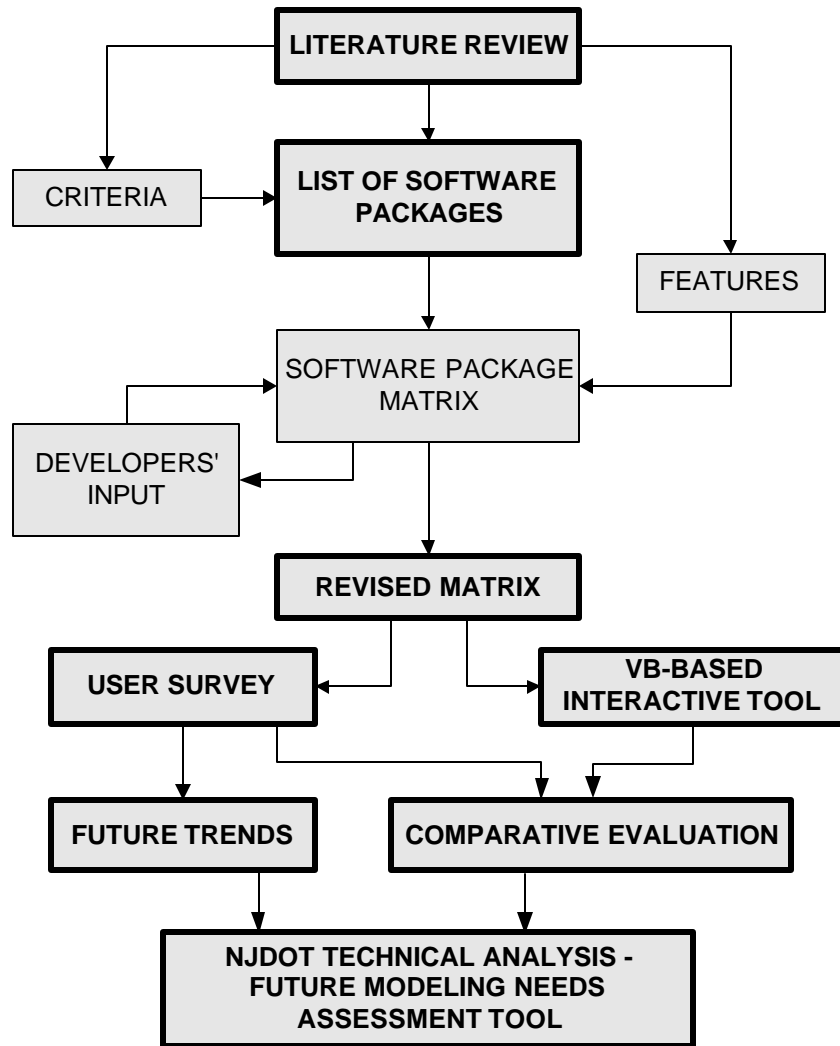 LITERATURE REVIEW
CRITERIA
LIST OF SOFTWARE
PACKAGES
FEATURES
SOFTWARE PACKAGE
MATRIX
DEVELOPERS'
INPUT
REVISED MATRIX
USER SURVEY
VB-BASED
INTERACTIVE TOOL
FUTURE TRENDS
COMPARATIVE EVALUATION
NJDOT TECHNICAL ANALYSIS -
FUTURE MODELING NEEDS
ASSESSMENT TOOL